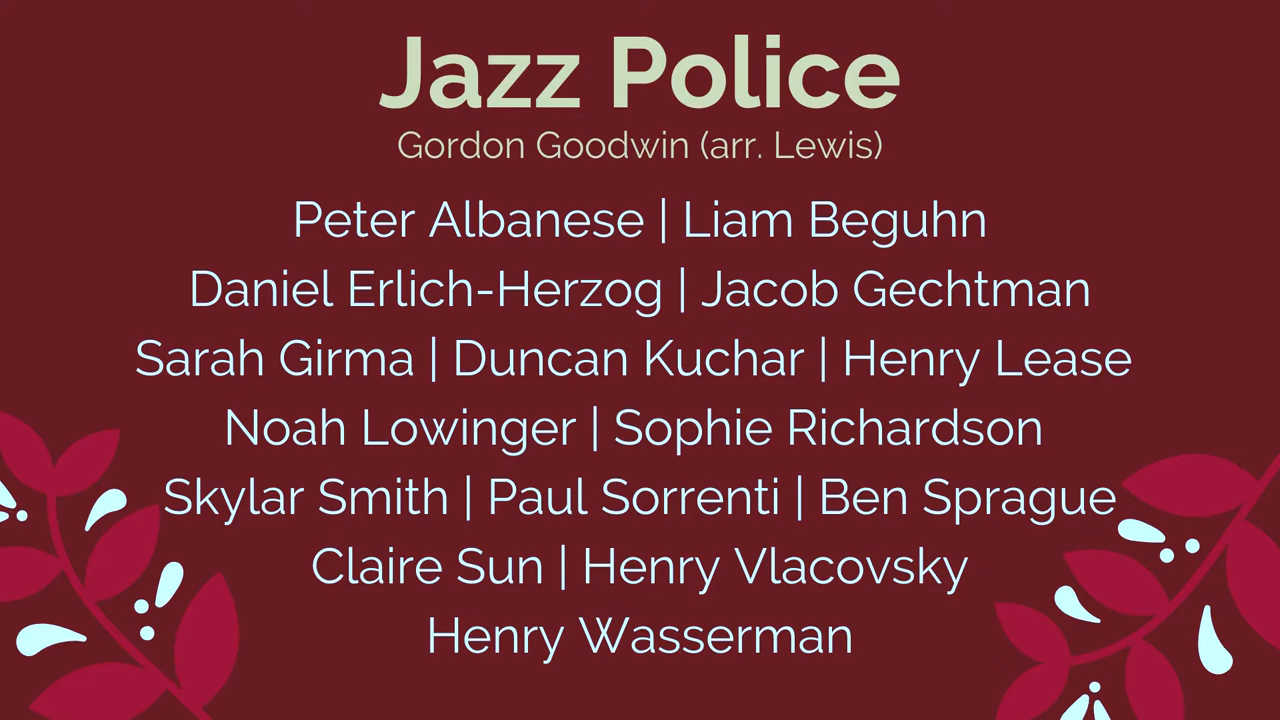 Jazz Police
Gordon Goodwin (arr. Lewis)
Peter Albanese | Liam Beguhn
Daniel Erlich-Herzog | Jacob Gechtman
Sarah Girma | Duncan Kuchar | Henry Lease
Noah Lowinger | Sophie Richardson
Skylar Smith | Paul Sorrenti | Ben Sprague
Claire Sun | Henry Vlacovsky
Henry Wasserman